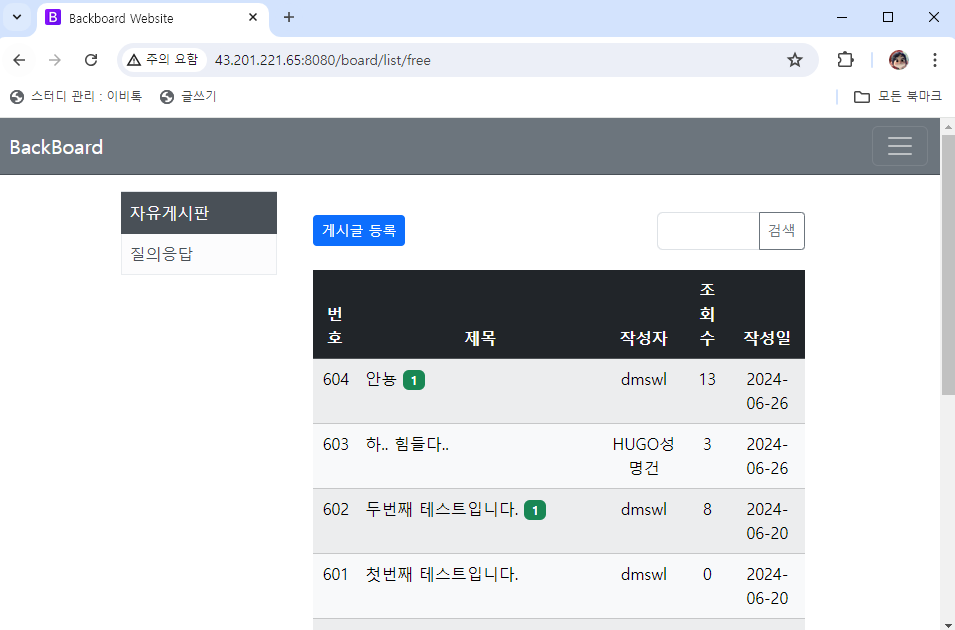 B Backboard Website
주의 요함 43.201.221.65:8080/board/list/free
스터디 관리 : 이비톡 글쓰기 모든 북마크
BackBoard
자유게시판
질의응답
게시글 등록 검색
번호 제목 작성자 조회수 작성일
604 안뇽 1 dmswl 13 2024-06-26
603 하.. 힘들다.. HUGO성명건 3 2024-06-26
602 두번째 테스트입니다. 1 dmswl 8 2024-06-20
601 첫번째 테스트입니다. dmswl 0 2024-06-20